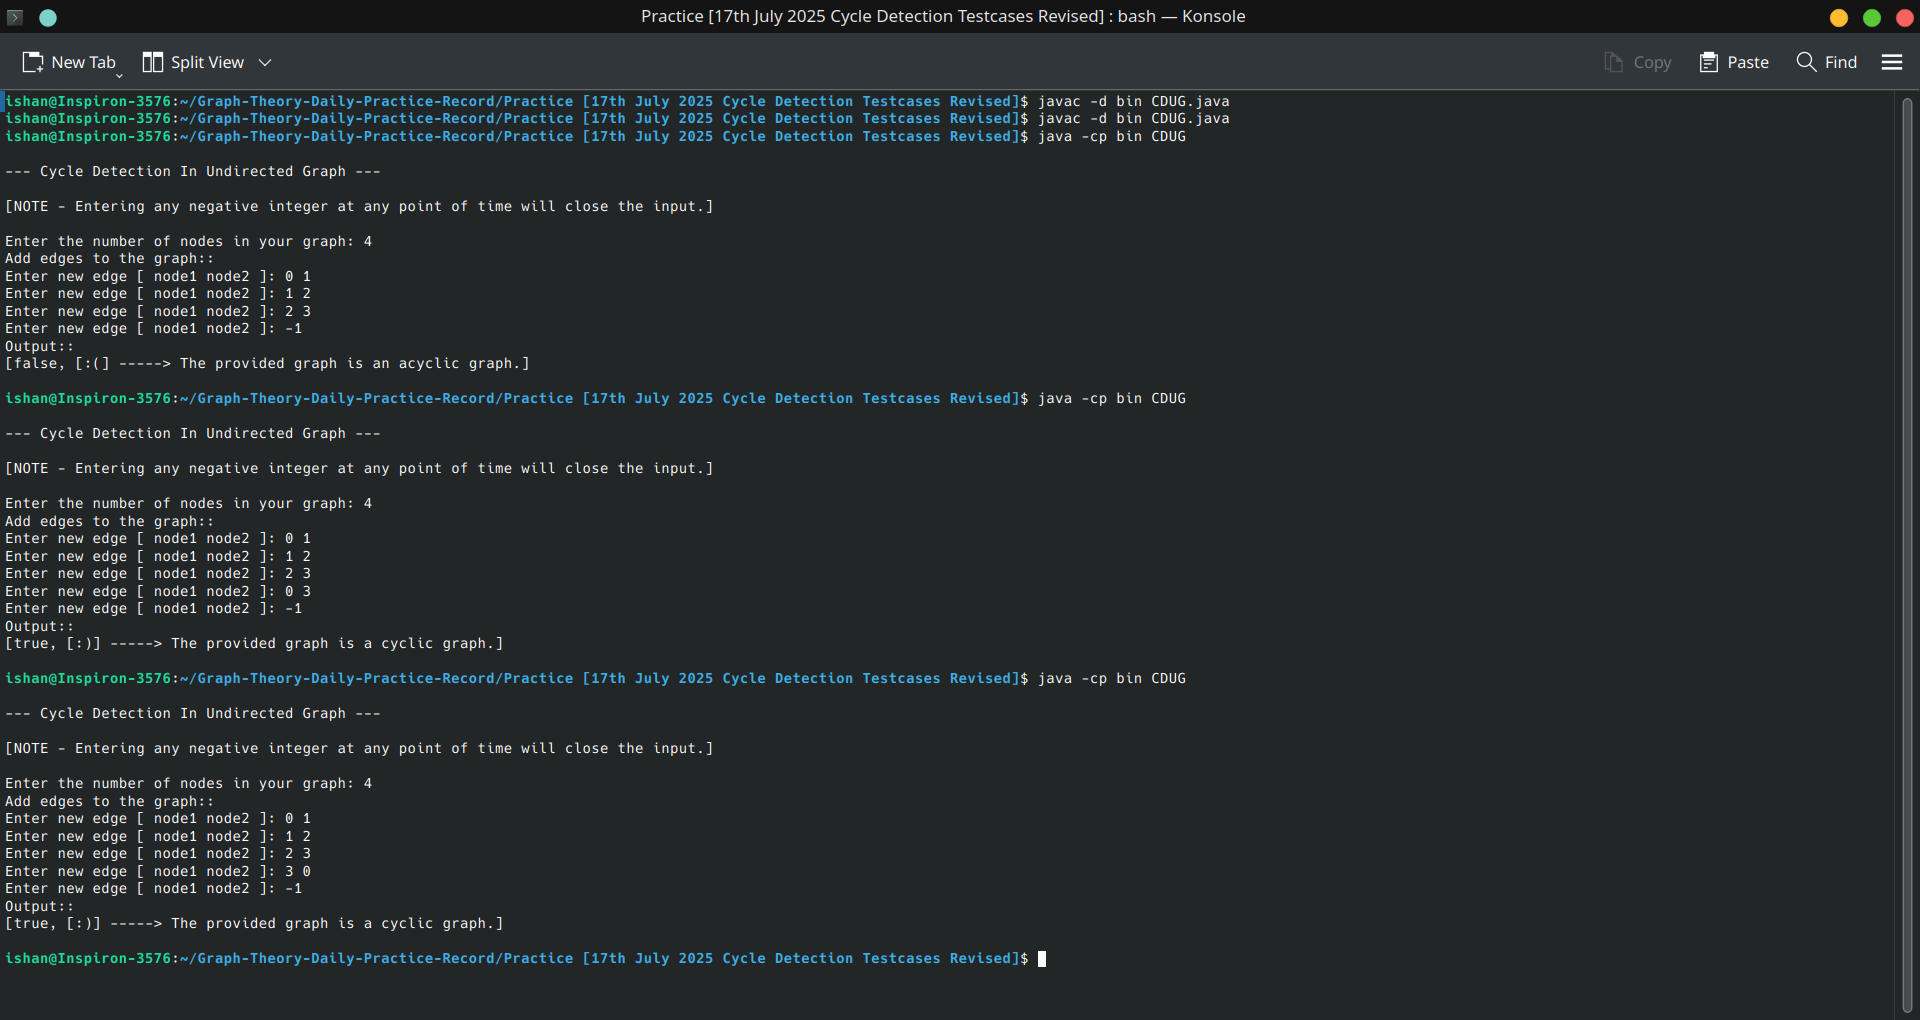 Practice [17th July 2025 Cycle Detection Testcases Revised] : bash — Konsole
New Tab Split View Copy Paste Find
ishan@Inspiron-3576:~/Graph-Theory-Daily-Practice-Record/Practice [17th July 2025 Cycle Detection Testcases Revised]$ javac -d bin CDUG.java
ishan@Inspiron-3576:~/Graph-Theory-Daily-Practice-Record/Practice [17th July 2025 Cycle Detection Testcases Revised]$ javac -d bin CDUG.java
ishan@Inspiron-3576:~/Graph-Theory-Daily-Practice-Record/Practice [17th July 2025 Cycle Detection Testcases Revised]$ java -cp bin CDUG
--- Cycle Detection In Undirected Graph ---
[NOTE - Entering any negative integer at any point of time will close the input.]
Enter the number of nodes in your graph: 4
Add edges to the graph::
Enter new edge [ node1 node2 ]: 0 1
Enter new edge [ node1 node2 ]: 1 2
Enter new edge [ node1 node2 ]: 2 3
Enter new edge [ node1 node2 ]: -1
Output::
[false, [:(] -----> The provided graph is an acyclic graph.]
ishan@Inspiron-3576:~/Graph-Theory-Daily-Practice-Record/Practice [17th July 2025 Cycle Detection Testcases Revised]$ java -cp bin CDUG
--- Cycle Detection In Undirected Graph ---
[NOTE - Entering any negative integer at any point of time will close the input.]
Enter the number of nodes in your graph: 4
Add edges to the graph::
Enter new edge [ node1 node2 ]: 0 1
Enter new edge [ node1 node2 ]: 1 2
Enter new edge [ node1 node2 ]: 2 3
Enter new edge [ node1 node2 ]: 0 3
Enter new edge [ node1 node2 ]: -1
Output::
[true, [:)] -----> The provided graph is a cyclic graph.]
ishan@Inspiron-3576:~/Graph-Theory-Daily-Practice-Record/Practice [17th July 2025 Cycle Detection Testcases Revised]$ java -cp bin CDUG
--- Cycle Detection In Undirected Graph ---
[NOTE - Entering any negative integer at any point of time will close the input.]
Enter the number of nodes in your graph: 4
Add edges to the graph::
Enter new edge [ node1 node2 ]: 0 1
Enter new edge [ node1 node2 ]: 1 2
Enter new edge [ node1 node2 ]: 2 3
Enter new edge [ node1 node2 ]: 3 0
Enter new edge [ node1 node2 ]: -1
Output::
[true, [:)] -----> The provided graph is a cyclic graph.]
ishan@Inspiron-3576:~/Graph-Theory-Daily-Practice-Record/Practice [17th July 2025 Cycle Detection Testcases Revised]$